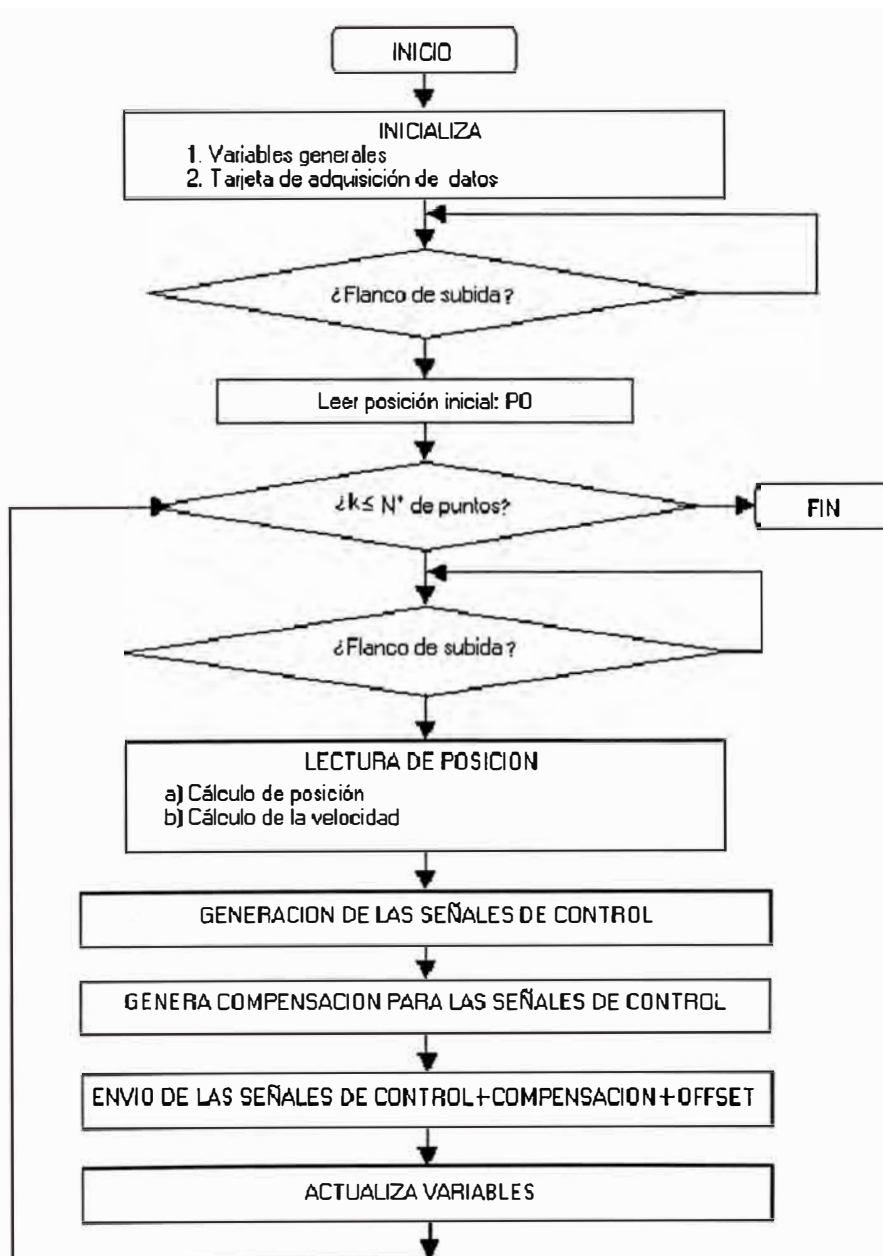 INICIO
INICIALIZA
1. Variables generales
2. Tarjeta de adquisición de datos
¿Flanco de subida?
Leer posición inicial: P0
¿k≤ N° de puntos?
FIN
¿Flanco de subida?
LECTURA DE POSICION
a) Cálculo de posición
b) Cálculo de la velocidad
GENERACION DE LAS SEÑALES DE CONTROL
GENERA COMPENSACION PARA LAS SEÑALES DE CONTROL
ENVIO DE LAS SEÑALES DE CONTROL+COMPENSACION+OFFSET
ACTUALIZA VARIABLES